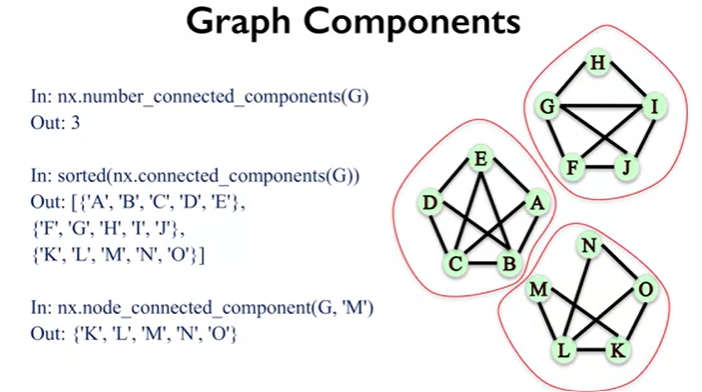 Graph Components
In: nx.number_connected_components(G)
Out: 3
In: sorted(nx.connected_components(G))
Out: [{'A', 'B', 'C', 'D', 'E'},
{'F', 'G', 'H', 'I', 'J'},
{'K', 'L', 'M', 'N', 'O'}]
In: nx.node_connected_component(G, 'M')
Out: {'K', 'L', 'M', 'N', 'O'}
H
G I
F J
E
D A
C B
N
M O
L K